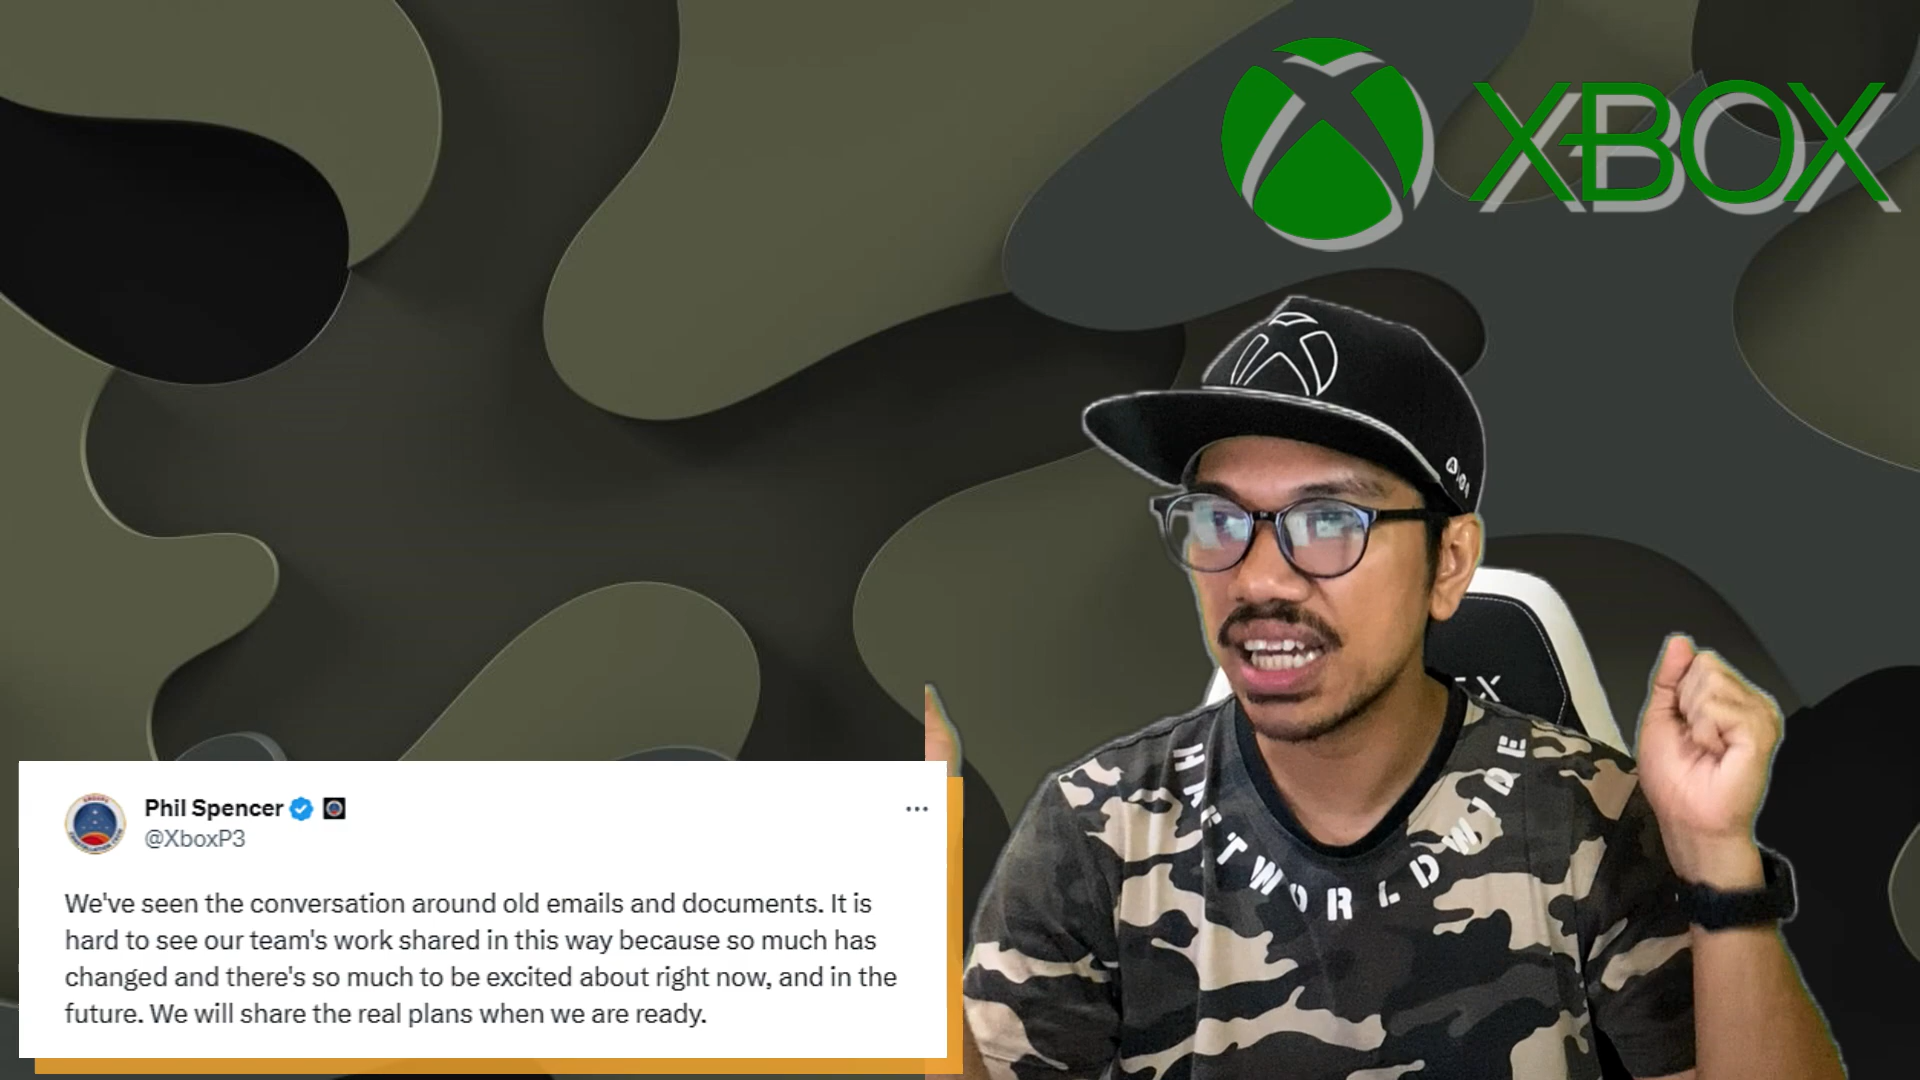 XBOX
EX
HAFTWORLDWIDE
Phil Spencer
@XboxP3
We've seen the conversation around old emails and documents. It is
hard to see our team's work shared in this way because so much has
changed and there's so much to be excited about right now, and in the
future. We will share the real plans when we are ready.